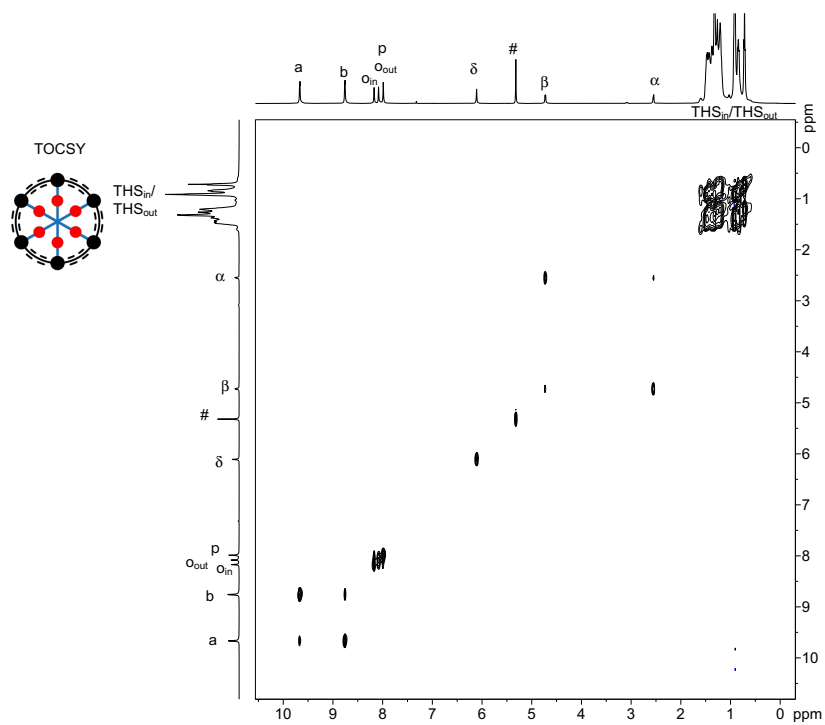 #
p
a b o_in o_out δ β α
THS_in/THS_out
ppm
TOCSY
THS_in/
THS_out
α
β
#
δ
p
o_out o_in
b
a
0
1
2
3
4
5
6
7
8
9
10
10 9 8 7 6 5 4 3 2 1 0 ppm